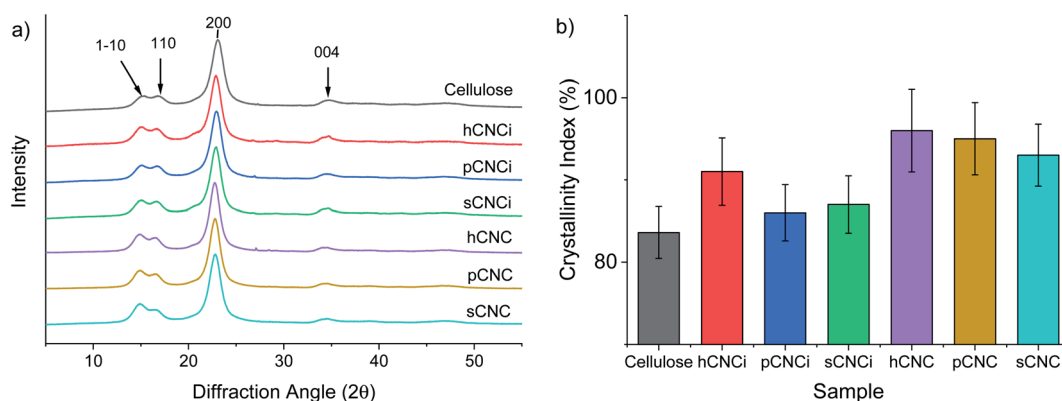 a)
200
1-10
110
004
Cellulose
hCNCi
pCNCi
sCNCi
hCNC
pCNC
sCNC
Intensity
10
20
30
40
50
Diffraction Angle (2θ)
b)
Crystallinity Index (%)
100
80
Cellulose hCNCi pCNCi sCNCi hCNC pCNC sCNC
Sample